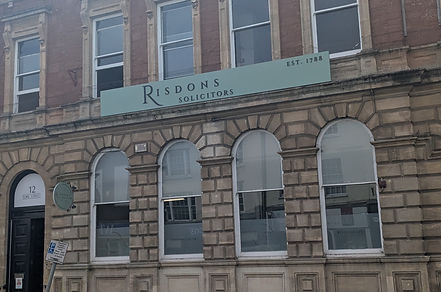 RISDONS
SOLICITORS
EST. 1788
12